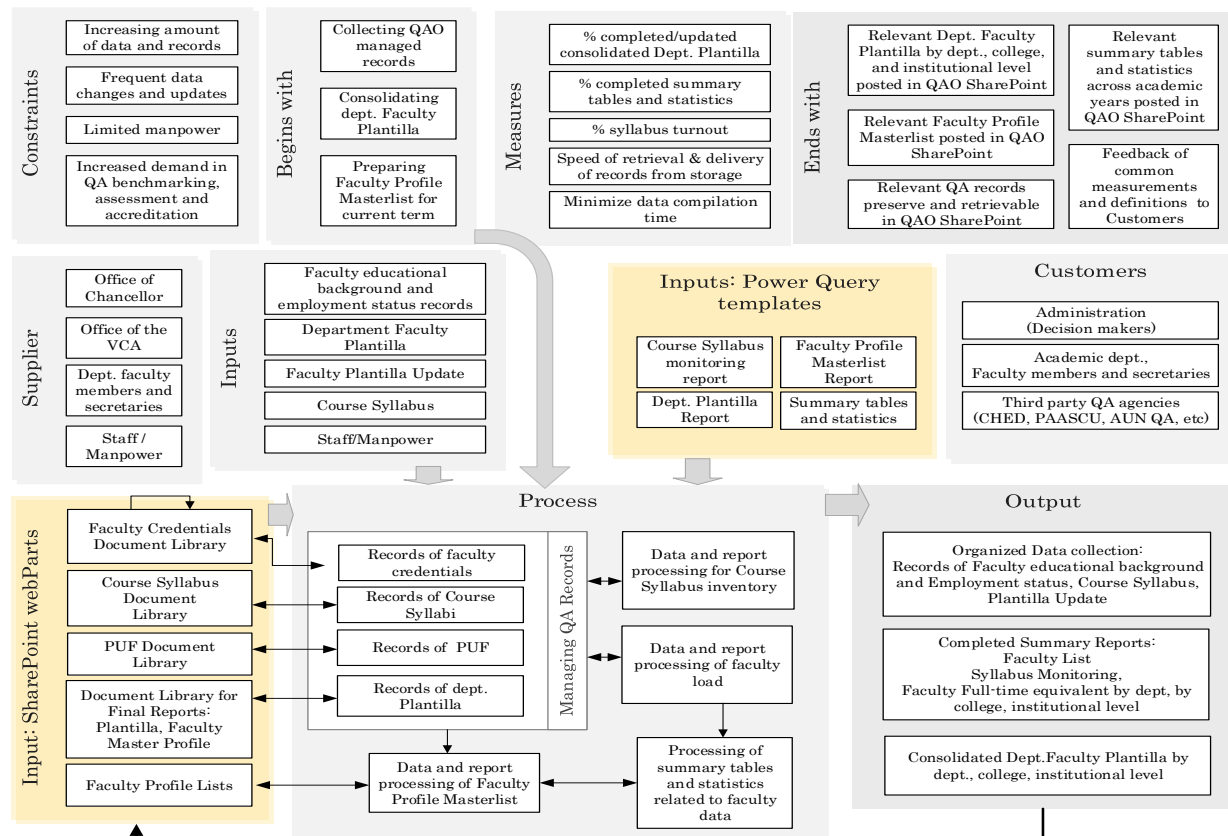 Constraints
Increasing amount
of data and records
Frequent data
changes and updates
Limited manpower
Increased demand in
QA benchmarking,
assessment and
accreditation
Begins with
Collecting QAO
managed
records
Consolidating
dept. Faculty
Plantilla
Preparing
Faculty Profile
Masterlist for
current term
Measures
% completed/updated
consolidated Dept. Plantilla
% completed summary
tables and statistics
% syllabus turnout
Speed of retrieval & delivery
of records from storage
Minimize data compilation
time
Ends with
Relevant Dept. Faculty
Plantilla by dept., college,
and institutional level
posted in QAO SharePoint
Relevant Faculty Profile
Masterlist posted in QAO
SharePoint
Relevant QA records
preserve and retrievable
in QAO SharePoint
Relevant
summary tables
and statistics
across academic
years posted in
QAO SharePoint
Feedback of
common
measurements
and definitions to
Customers
Supplier
Office of
Chancellor
Office of the
VCA
Dept. faculty
members and
secretaries
Staff /
Manpower
Inputs
Faculty educational
background and
employment status records
Department Faculty
Plantilla
Faculty Plantilla Update
Course Syllabus
Staff/Manpower
Inputs: Power Query
templates
Course Syllabus
monitoring
report
Faculty Profile
Masterlist
Report
Dept. Plantilla
Report
Summary tables
and statistics
Customers
Administration
(Decision makers)
Academic dept.,
Faculty members and secretaries
Third party QA agencies
(CHED, PAASCU, AUN QA, etc)
Input: SharePoint webParts
Faculty Credentials
Document Library
Course Syllabus
Document
Library
PUF Document
Library
Document Library for
Final Reports:
Plantilla, Faculty
Master Profile
Faculty Profile Lists
Process
Records of faculty
credentials
Records of Course
Syllabi
Records of PUF
Records of dept.
Plantilla
Managing QA Records
Data and report
processing for Course
Syllabus inventory
Data and report
processing of faculty
load
Data and report
processing of Faculty
Profile Masterlist
Processing of
summary tables
and statistics
related to faculty
data
Output
Organized Data collection:
Records of Faculty educational background
and Employment status, Course Syllabus,
Plantilla Update
Completed Summary Reports:
Faculty List
Syllabus Monitoring,
Faculty Full-time equivalent by dept, by
college, institutional level
Consolidated Dept.Faculty Plantilla by
dept., college, institutional level